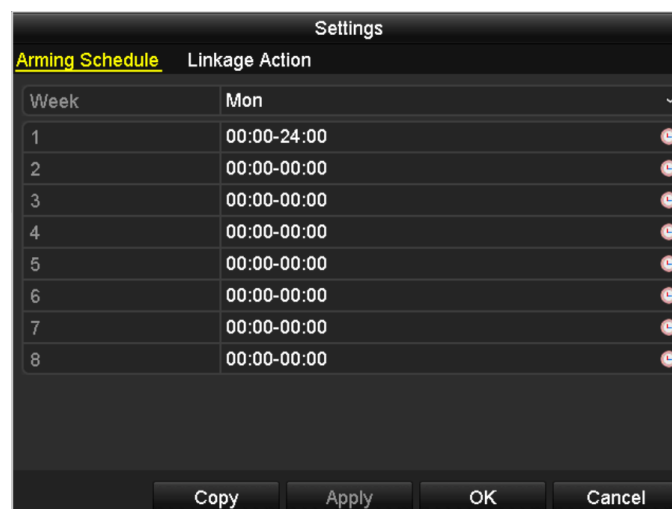 Settings
Arming Schedule Linkage Action
Week Mon
1 00:00-24:00
2 00:00-00:00
3 00:00-00:00
4 00:00-00:00
5 00:00-00:00
6 00:00-00:00
7 00:00-00:00
8 00:00-00:00
Copy Apply OK Cancel